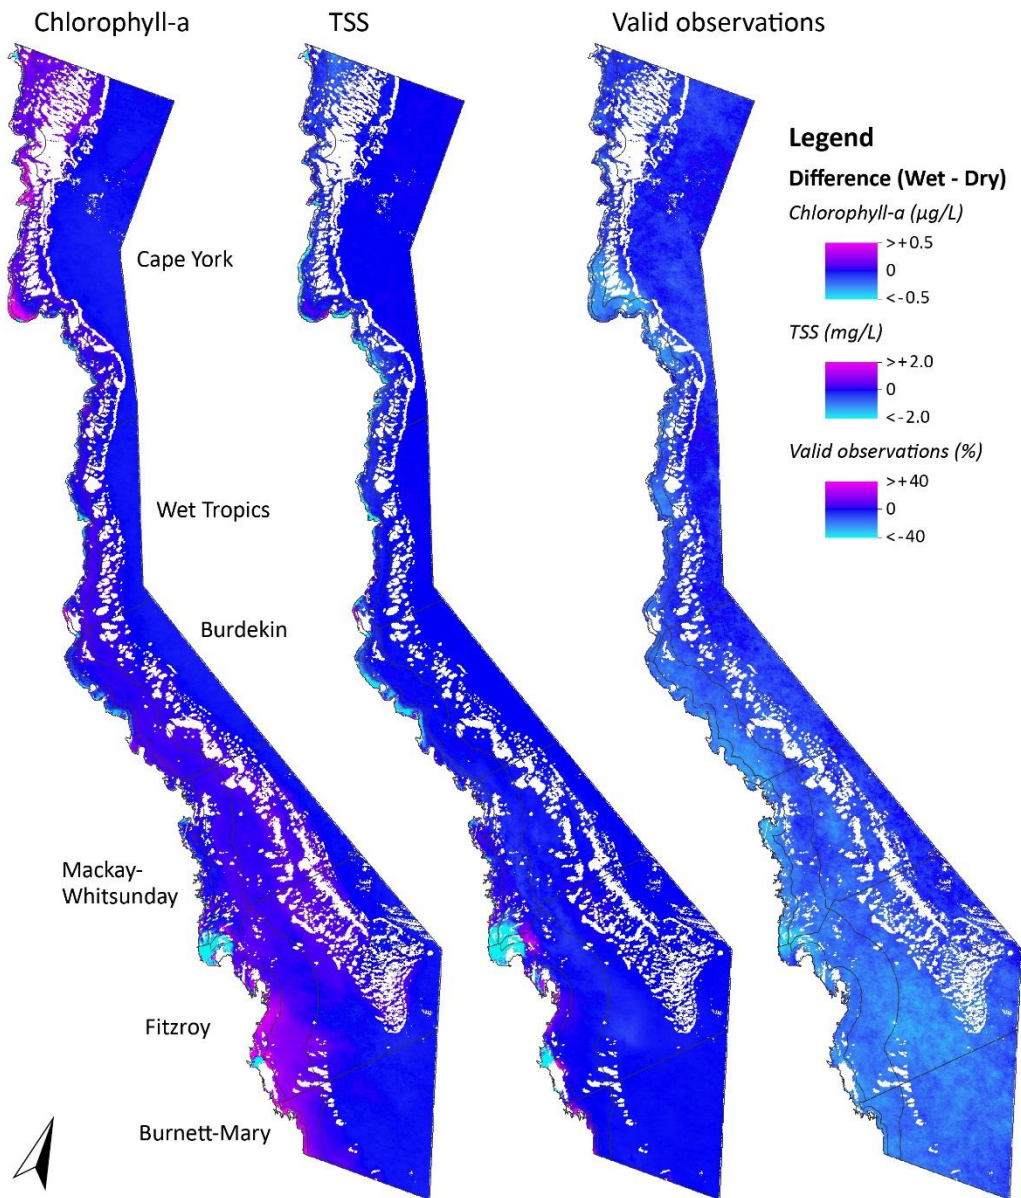 Chlorophyll-a
TSS
Valid observations
Legend
Difference (Wet - Dry)
Chlorophyll-a (µg/L)
>+0.5
0
<-0.5
TSS (mg/L)
>+2.0
0
<-2.0
Valid observations (%)
>+40
0
<-40
Cape York
Wet Tropics
Burdekin
Mackay-
Whitsunday
Fitzroy
Burnett-Mary